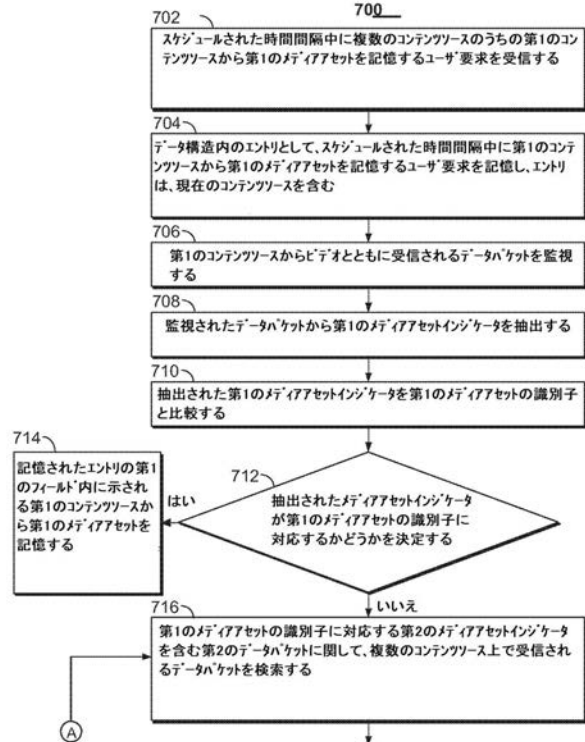 700
702
スケジュールされた時間間隔中に複数のコンテンツソースのうちの第1のコン
テンツソースから第1のメディアアセットを記憶するユーザ要求を受信する
704
データ構造内のエントリとして、スケジュールされた時間間隔中に第1のコンテ
ンツソースから第1のメディアアセットを記憶するユーザ要求を記憶し、エントリ
は、現在のコンテンツソースを含む
706
第1のコンテンツソースからビデオとともに受信されるデータパケットを監視
する
708
監視されたデータパケットから第1のメディアアセットインジケータを抽出する
710
抽出された第1のメディアアセットインジケータを第1のメディアアセットの識別子
と比較する
714
記憶されたエントリの第1
のフィールド内に示され
る第1のコンテンツソースか
ら第1のメディアアセットを
記憶する
はい
712
抽出されたメディアアセットインジケータ
が第1のメディアアセットの識別子に
対応するかどうかを決定する
いいえ
716
第1のメディアアセットの識別子に対応する第2のメディアアセットインジケータ
を含む第2のデータパケットに関して、複数のコンテンツソース上で受信され
るデータパケットを検索する
A